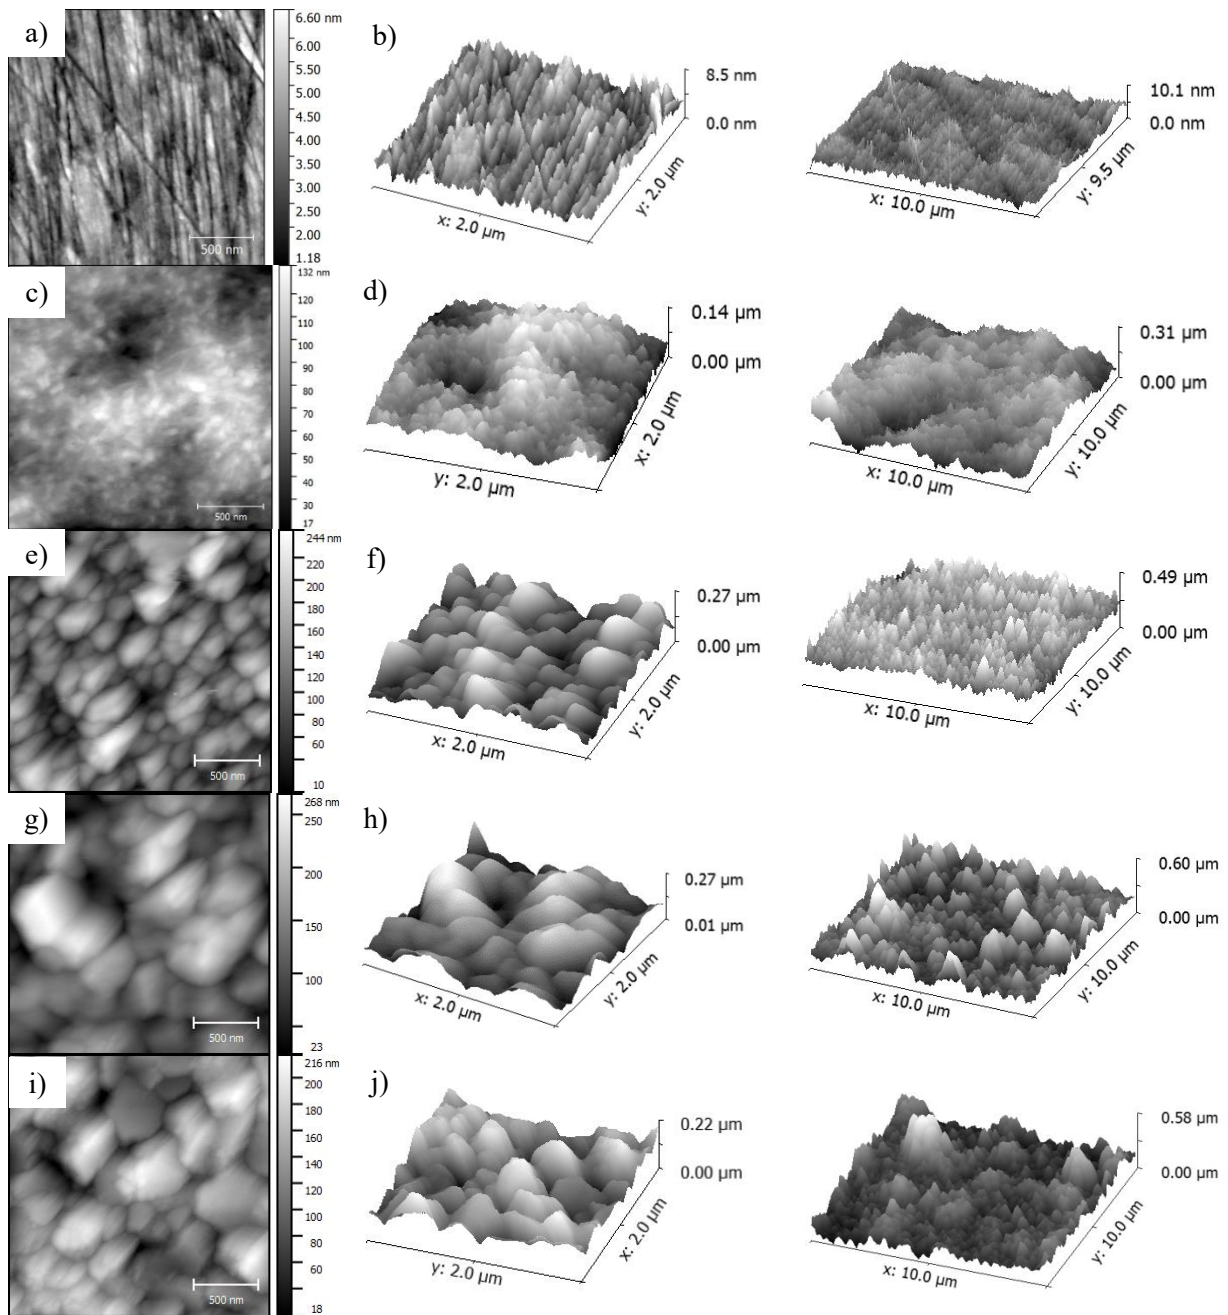 a)
6.60 nm
6.00
5.50
5.00
4.50
4.00
3.50
3.00
2.50
2.00
1.18
500 nm
b)
8.5 nm
0.0 nm
x: 2.0 µm
y: 2.0 µm
10.1 nm
0.0 nm
x: 10.0 µm
y: 9.5 µm
c)
132 nm
120
110
100
90
80
70
60
50
40
30
17
500 nm
d)
0.14 µm
0.00 µm
y: 2.0 µm
x: 2.0 µm
0.31 µm
0.00 µm
x: 10.0 µm
y: 10.0 µm
e)
244 nm
220
200
180
160
140
120
100
80
60
10
500 nm
f)
0.27 µm
0.00 µm
x: 2.0 µm
y: 2.0 µm
0.49 µm
0.00 µm
x: 10.0 µm
y: 10.0 µm
g)
268 nm
250
200
150
100
23
500 nm
h)
0.27 µm
0.01 µm
x: 2.0 µm
y: 2.0 µm
0.60 µm
0.00 µm
x: 10.0 µm
y: 10.0 µm
i)
216 nm
200
180
160
140
120
100
80
60
18
500 nm
j)
0.22 µm
0.00 µm
y: 2.0 µm
x: 2.0 µm
0.58 µm
0.00 µm
x: 10.0 µm
y: 10.0 µm